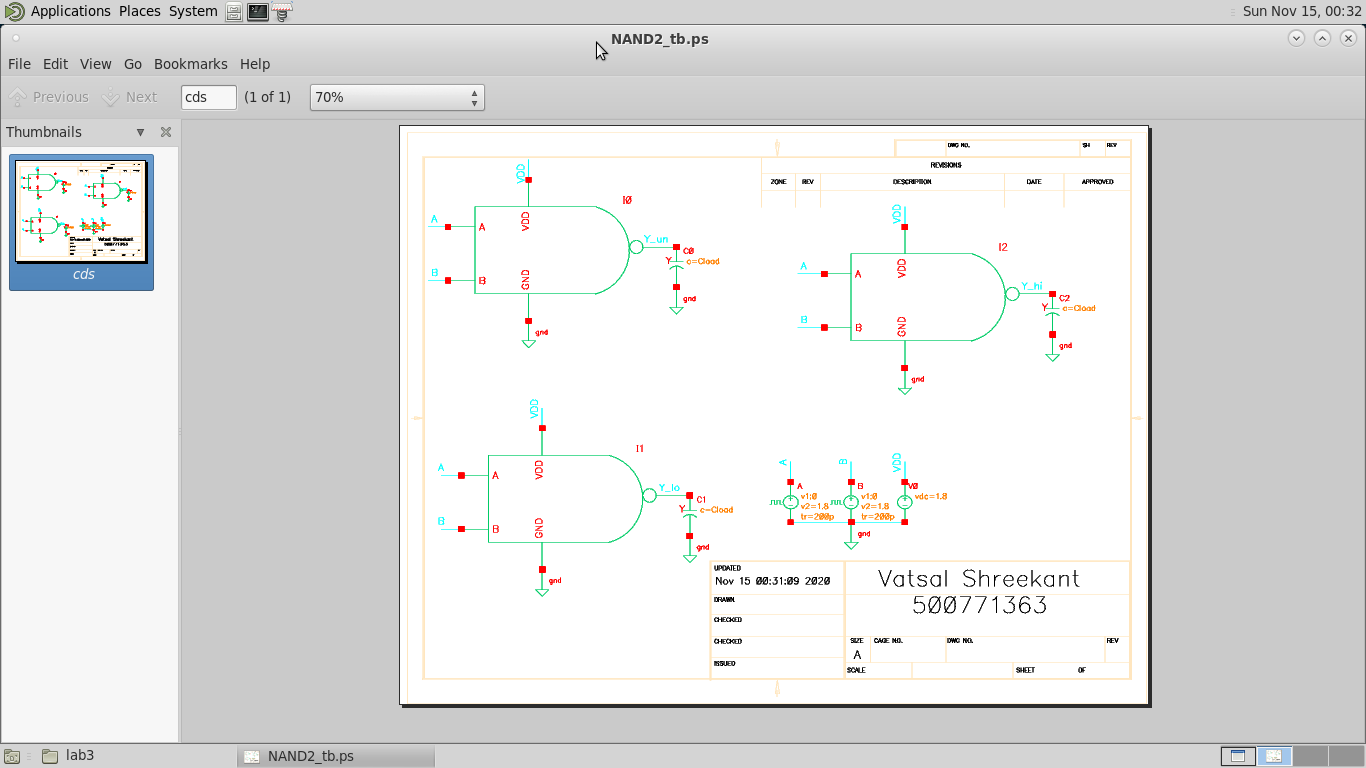 Applications Places System
Sun Nov 15, 00:32
NAND2_tb.ps
File Edit View Go Bookmarks Help
Previous Next cds (1 of 1) 70%
Thumbnails
cds
DWG NO. SH REV
REVISIONS
ZONE REV DESCRIPTION DATE APPROVED
VDD
I0
A A VDD
Y_un
C0
Y c=Cload
B B GND
gnd
gnd
VDD
I2
A A VDD
Y_hi
C2
Y c=Cload
B B GND
gnd
gnd
VDD
I1
A A VDD
Y_lo
C1
Y c=Cload
B B GND
gnd
gnd
A B VDD
A B V0
v1:0 v1:0 vdc=1.8
v2=1.8 v2=1.8
tr=200p tr=200p
gnd
UPDATED
Nov 15 00:31:09 2020
DRAWN
CHECKED
CHECKED
ISSUED
Vatsal Shreekant
500771363
SIZE CAGE NO. DWG NO. REV
A
SCALE SHEET OF
lab3 NAND2_tb.ps